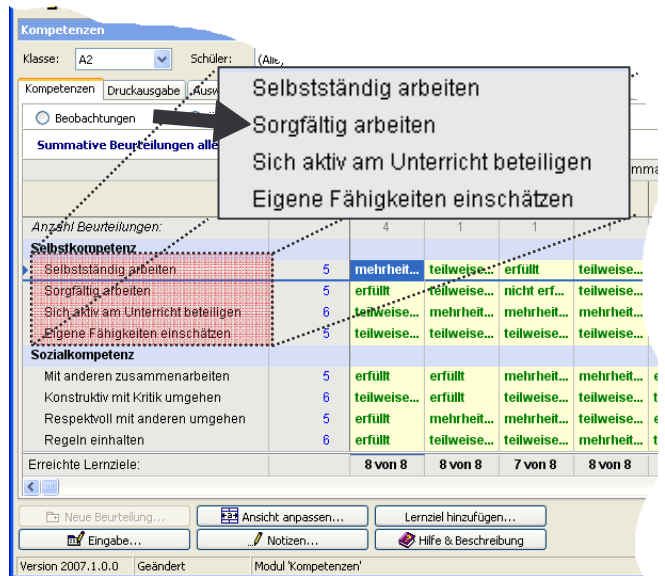 Kompetenzen
Klasse: A2 Schüler: (Alle)
Kompetenzen Druckausgabe Ausw
Beobachtungen
Summative Beurteilungen alle
Selbstständig arbeiten
Sorgfältig arbeiten
Sich aktiv am Unterricht beteiligen
Eigene Fähigkeiten einschätzen
mma
Anzahl Beurteilungen: 4 1 1 1
Selbstkompetenz
Selbstständig arbeiten 5 mehrheit... teilweise... erfüllt teilweise...
Sorgfältig arbeiten 5 erfüllt teilweise... nicht erf... teilweise...
Sich aktiv am Unterricht beteiligen 6 teilweise... mehrheit... mehrheit... mehrheit...
Eigene Fähigkeiten einschätzen 5 teilweise... teilweise... teilweise... teilweise...
Sozialkompetenz
Mit anderen zusammenarbeiten 5 erfüllt erfüllt mehrheit... mehrheit... e
Konstruktiv mit Kritik umgehen 6 teilweise... erfüllt teilweise... teilweise... t
Respektvoll mit anderen umgehen 5 erfüllt mehrheit... mehrheit... teilweise... e
Regeln einhalten 6 erfüllt teilweise... teilweise... mehrheit... t
Erreichte Lernziele: 8 von 8 8 von 8 7 von 8 8 von 8
Neue Beurteilung... Ansicht anpassen... Lernziel hinzufügen...
Eingabe... Notizen... Hilfe & Beschreibung
Version 2007.1.0.0 Geändert Modul 'Kompetenzen'